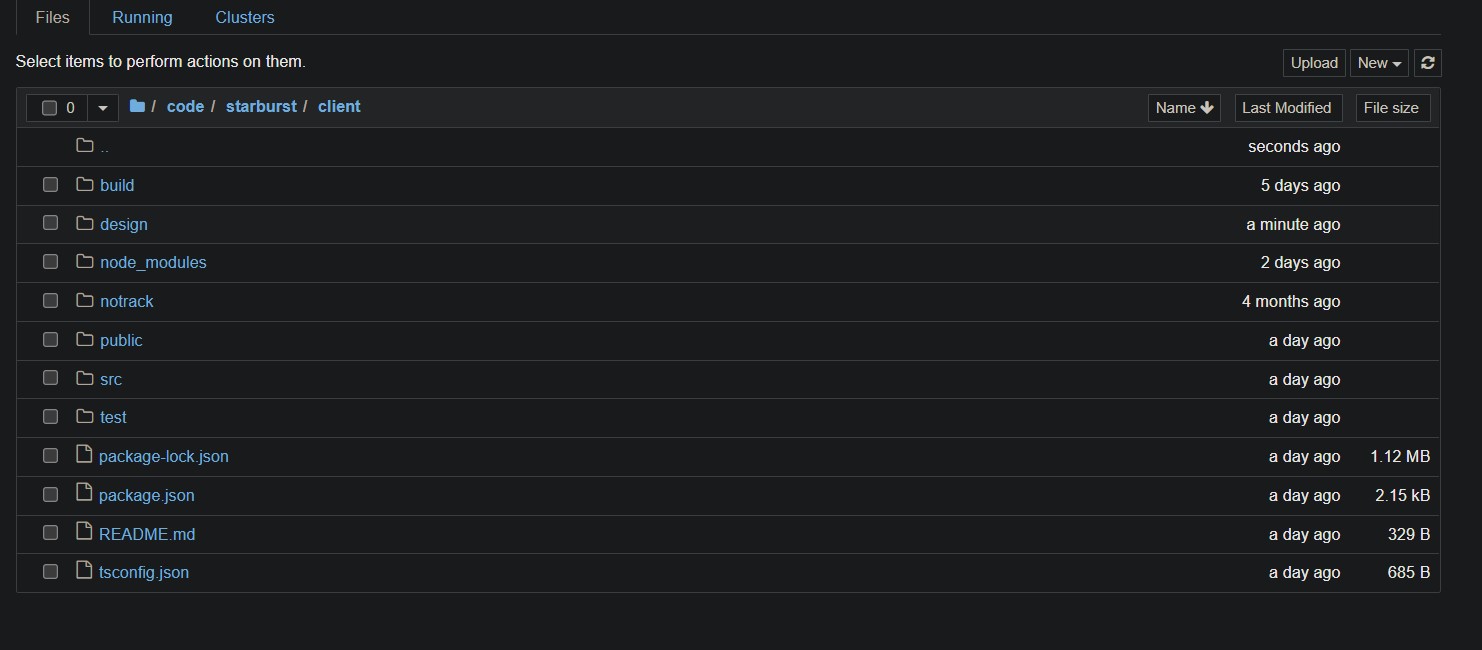 Files Running Clusters
Select items to perform actions on them. Upload New
0 / code / starburst / client Name Last Modified File size
.. seconds ago
build 5 days ago
design a minute ago
node_modules 2 days ago
notrack 4 months ago
public a day ago
src a day ago
test a day ago
package-lock.json a day ago 1.12 MB
package.json a day ago 2.15 kB
README.md a day ago 329 B
tsconfig.json a day ago 685 B